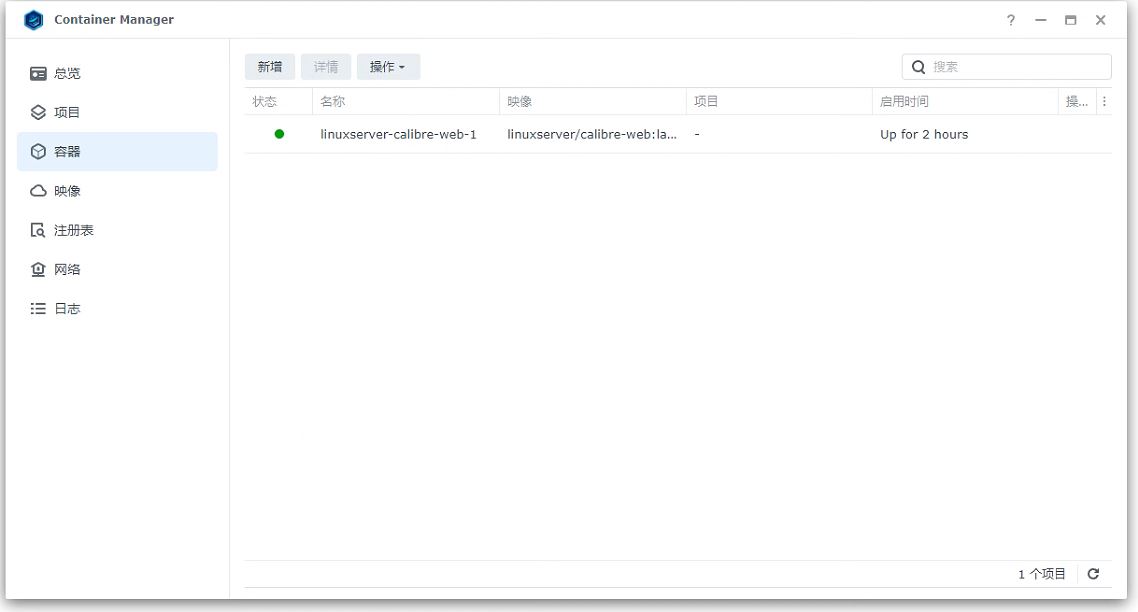 Container Manager
总览
项目
容器
映像
注册表
网络
日志
新增 详情 操作 搜索
状态 名称 映像 项目 启用时间 操...
linuxserver-calibre-web-1 linuxserver/calibre-web:la... - Up for 2 hours
1 个项目